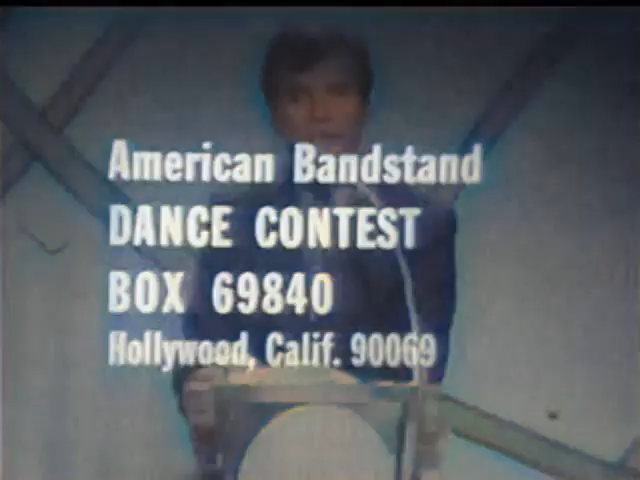 American Bandstand
DANCE CONTEST
BOX 69840
Hollywood, Calif. 90069